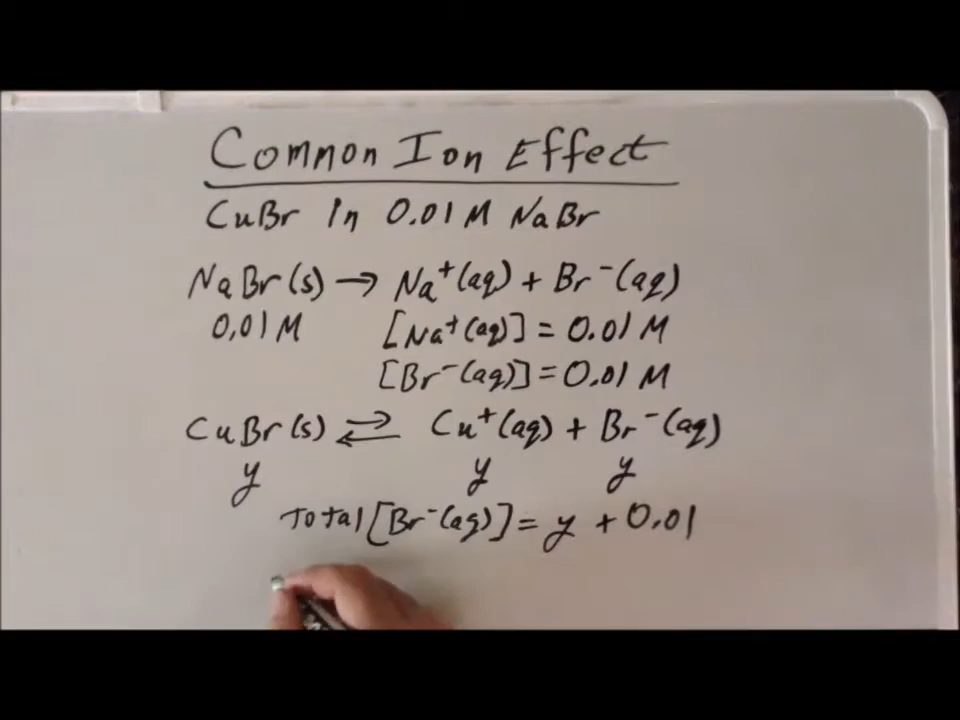 Common Ion Effect
CuBr in 0.01 M NaBr
NaBr(s) → Na⁺(aq) + Br⁻(aq)
0.01 M [Na⁺(aq)] = 0.01 M
[Br⁻(aq)] = 0.01 M
CuBr(s) ⇌ Cu⁺(aq) + Br⁻(aq)
y y y
Total [Br⁻(aq)] = y + 0.01